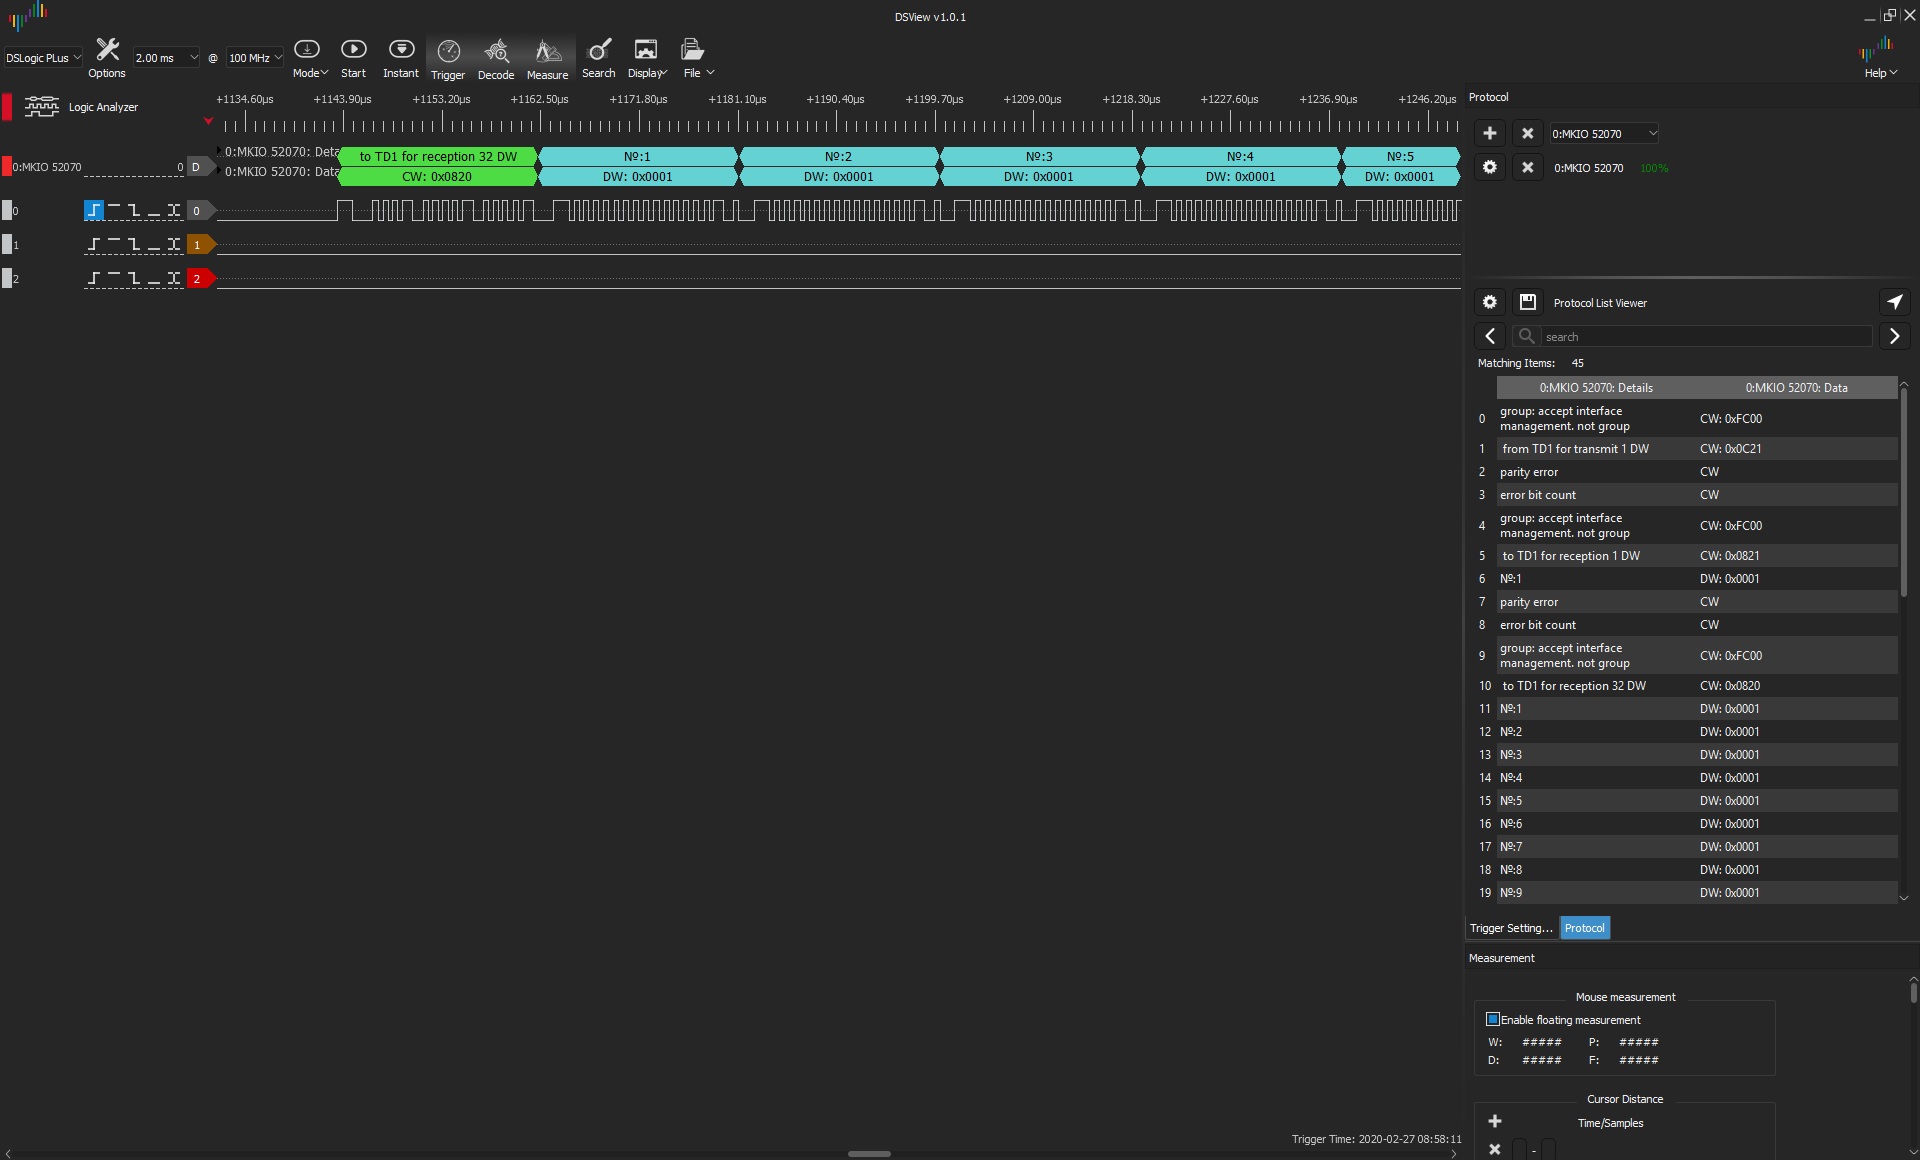 DSView v1.0.1
DSLogic PLus
Options
2.00 ms
@
100 MHz
Mode
Start
Instant
Trigger
Decode
Measure
Search
Display
File
Help
Logic Analyzer
+1134.60µs +1143.90µs +1153.20µs +1162.50µs +1171.80µs +1181.10µs +1190.40µs +1199.70µs +1209.00µs +1218.30µs +1227.60µs +1236.90µs +1246.20µs
0:MKIO 52070 0 D
0:MKIO 52070: Deta
to TD1 for reception 32 DW Nº:1 Nº:2 Nº:3 Nº:4 Nº:5
0:MKIO 52070: Data
CW: 0x0820 DW: 0x0001 DW: 0x0001 DW: 0x0001 DW: 0x0001 DW: 0x0001
0 0
1 1
2 2
Protocol
0:MKIO 52070
0:MKIO 52070 100%
Protocol List Viewer
search
Matching Items: 45
0:MKIO 52070: Details 0:MKIO 52070: Data
0 group: accept interface management. not group CW: 0xFC00
1 from TD1 for transmit 1 DW CW: 0x0C21
2 parity error CW
3 error bit count CW
4 group: accept interface management. not group CW: 0xFC00
5 to TD1 for reception 1 DW CW: 0x0821
6 Nº:1 DW: 0x0001
7 parity error CW
8 error bit count CW
9 group: accept interface management. not group CW: 0xFC00
10 to TD1 for reception 32 DW CW: 0x0820
11 Nº:1 DW: 0x0001
12 Nº:2 DW: 0x0001
13 Nº:3 DW: 0x0001
14 Nº:4 DW: 0x0001
15 Nº:5 DW: 0x0001
16 Nº:6 DW: 0x0001
17 Nº:7 DW: 0x0001
18 Nº:8 DW: 0x0001
19 Nº:9 DW: 0x0001
Trigger Setting... Protocol
Measurement
Mouse measurement
Enable floating measurement
W: ##### P: #####
D: ##### F: #####
Cursor Distance
Time/Samples
-
Trigger Time: 2020-02-27 08:58:11